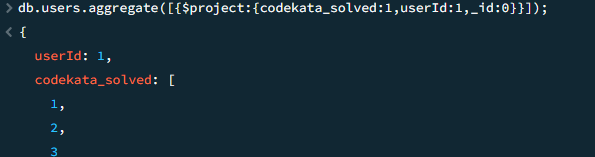 > db.users.aggregate([{$project:{codekata_solved:1,userId:1,_id:0}}]);
< {
userId: 1,
codekata_solved: [
1,
2,
3